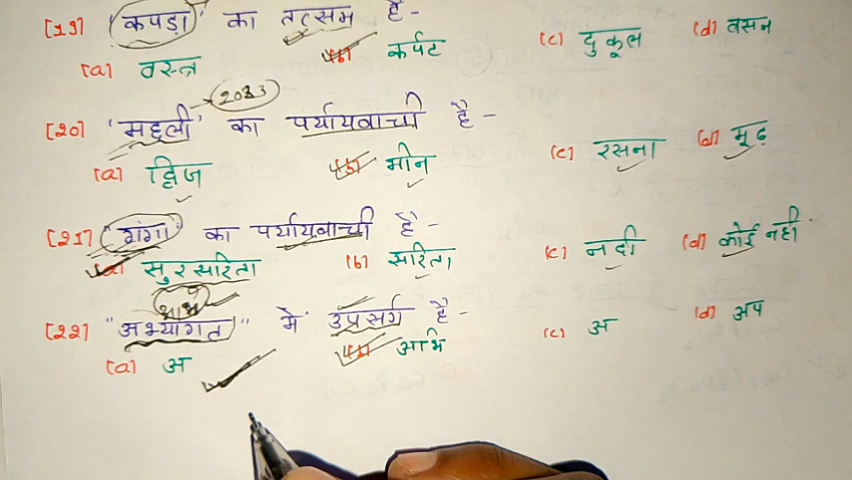 [19] "कपड़ा" का तत्सम है-
(a) वस्त्र (b) कर्पट (c) दुकूल (d) वसन
2023
[20] 'मछली' का पर्यायवाची है-
(a) द्विज (b) मीन (c) रसना (d) मूढ़
[21] "गंगा" का पर्यायवाची है-
(a) सुरसरिता (b) सरिता (c) नदी (d) कोई नही
अभि
[22] "अभ्यागत" में उपसर्ग है-
(a) अ (b) अभि (c) अ (d) अप